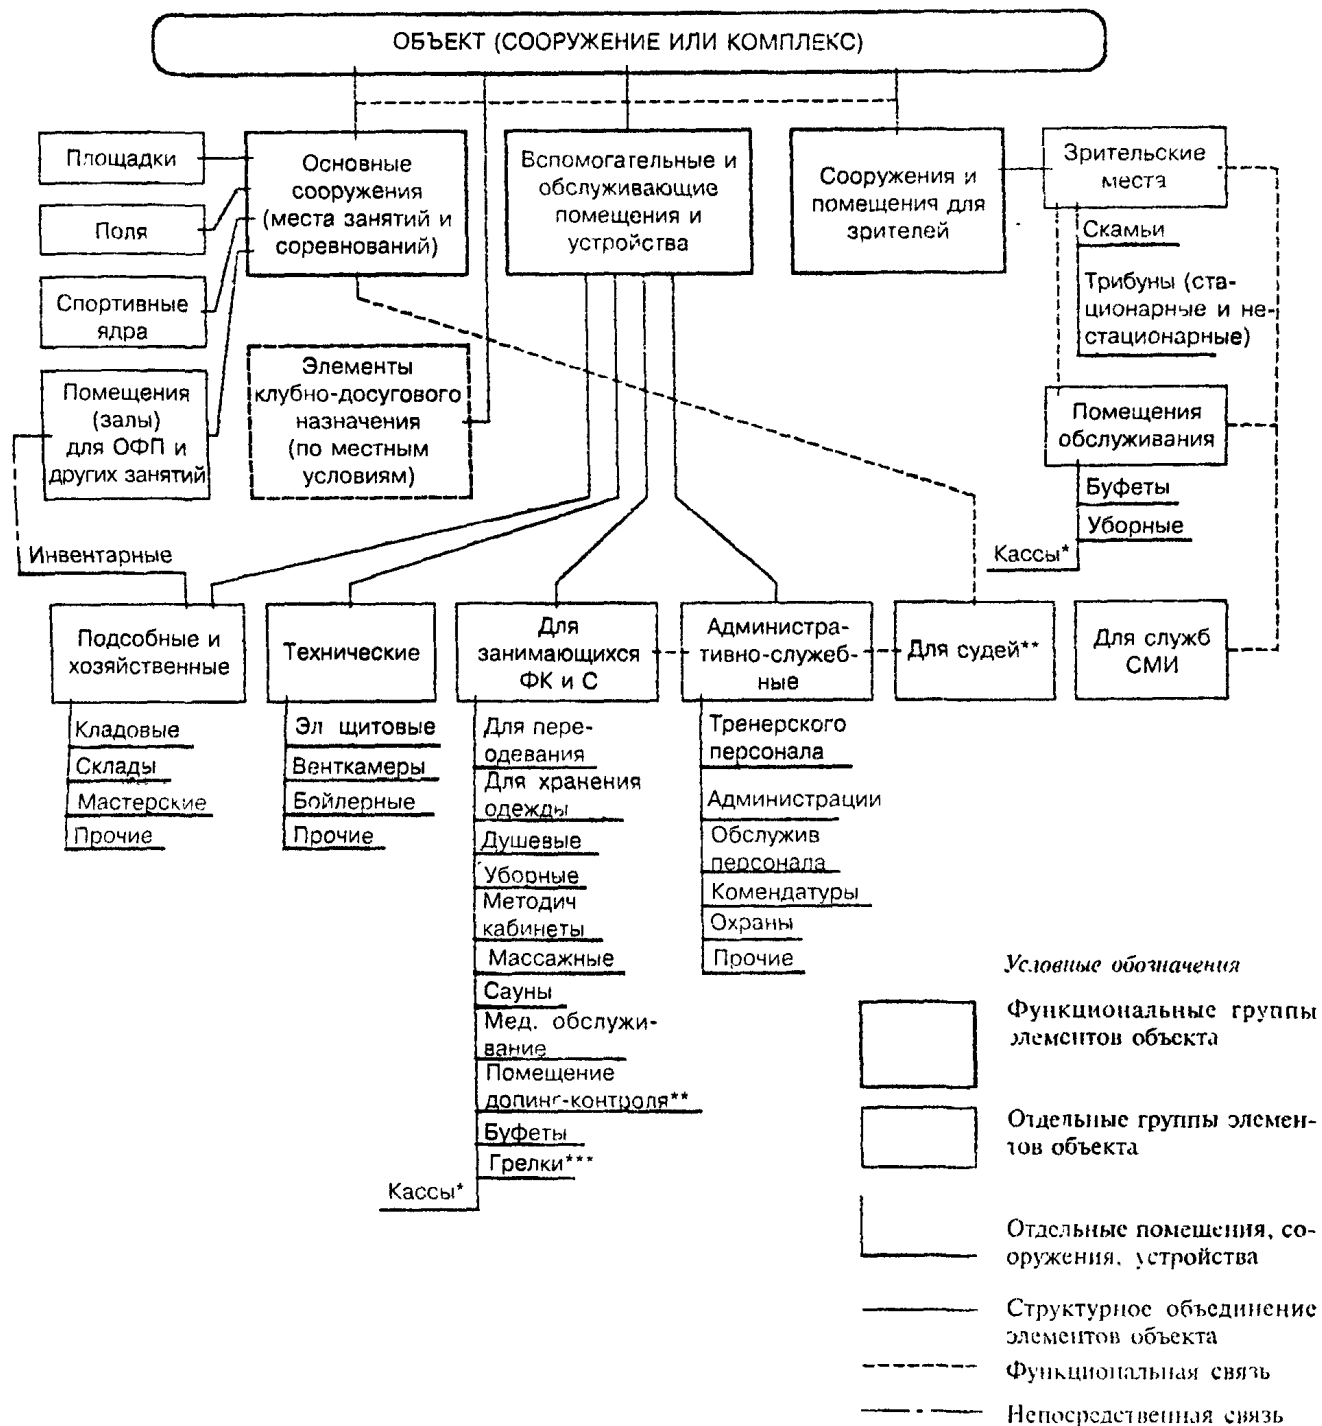 ОБЪЕКТ (СООРУЖЕНИЕ ИЛИ КОМПЛЕКС)
Площадки
Поля
Спортивные
ядра
Помещения
(залы)
для ОФП и
других занятий
Инвентарные
Основные
сооружения
(места занятий и
соревнований)
Элементы
клубно-досугового
назначения
(по местным
условиям)
Вспомогательные и
обслуживающие
помещения и
устройства
Сооружения и
помещения для
зрителей
Зрительские
места
Скамьи
Трибуны (ста-
ционарные и не-
стационарные)
Помещения
обслуживания
Буфеты
Уборные
Кассы*
Подсобные и
хозяйственные
Кладовые
Склады
Мастерские
Прочие
Технические
Эл щитовые
Венткамеры
Бойлерные
Прочие
Для
занимающихся
ФК и С
Для пере-
одевания
Для хранения
одежды
Душевые
Уборные
Методич
кабинеты
Массажные
Сауны
Мед. обслужи-
вание
Помещение
допинг-контроля**
Буфеты
Грелки***
Кассы*
Администра-
тивно-служеб-
ные
Тренерского
персонала
Администрации
Обслужив
персонала
Комендатуры
Охраны
Прочие
Для судей**
Для служб
СМИ
Условные обозначения
Функциональные группы
элементов объекта
Отдельные группы элемен-
тов объекта
Отдельные помещения, со-
оружения, устройства
Структурное объединение
элементов объекта
Функциональная связь
Непосредственная связь